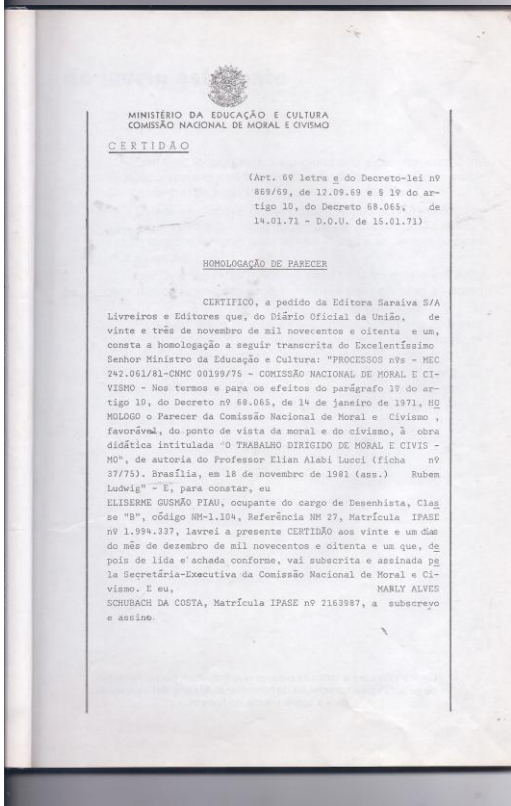 MINISTÉRIO DA EDUCAÇÃO E CULTURA
COMISSÃO NACIONAL DE MORAL E CIVISMO
CERTIDÃO
(Art. 6º letra e do Decreto-lei nº
869/69, de 12.09.69 e § 1º do ar-
tigo 10, do Decreto 68.065, de
14.01.71 - D.O.U. de 15.01.71)
HOMOLOGAÇÃO DE PARECER
CERTIFICO, a pedido da Editora Saraiva S/A
Livreiros e Editores que, do Diário Oficial da União, de
vinte e três de novembro de mil novecentos e oitenta e um,
consta a homologação a seguir transcrita do Excelentíssimo
Senhor Ministro da Educação e Cultura: "PROCESSOS nºs - MEC
242.061/81-CNMC 00199/75 - COMISSÃO NACIONAL DE MORAL E CI-
VISMO - Nos termos e para os efeitos do parágrafo 1º do ar-
tigo 10, do Decreto nº 68.065, de 14 de janeiro de 1971, HO
MOLOGO o Parecer da Comissão Nacional de Moral e Civismo ,
favorável, do ponto de vista da moral e do civismo, à obra
didática intitulada "O TRABALHO DIRIGIDO DE MORAL E CIVIS -
MO", de autoria do Professor Elian Alabi Lucci (ficha nº
37/75). Brasília, em 18 de novembro de 1981 (ass.) Rubem
Ludwig" - E, para constar, eu
ELISERME GUSMÃO PIAU, ocupante do cargo de Desenhista, Clas
se "B", código NM-1.104, Referência NM 27, Matrícula IPASE
nº 1.994.337, lavrei a presente CERTIDÃO aos vinte e um dias
do mês de dezembro de mil novecentos e oitenta e um que, de
pois de lida e achada conforme, vai subscrita e assinada pe
la Secretária-Executiva da Comissão Nacional de Moral e Ci-
vismo. E eu, MARLY ALVES
SCHUBACH DA COSTA, Matrícula IPASE nº 2163987, a subscrevo
e assino.